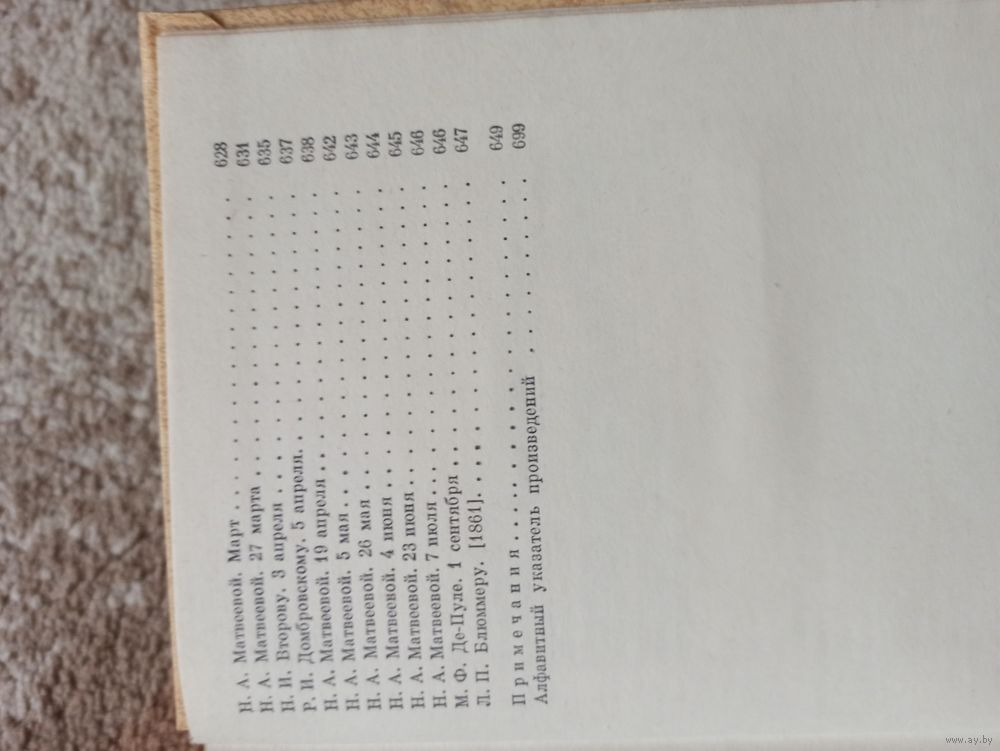 Н. А. Матвеевой. Март . . . . . . . . . . . . . . . . 628
Н. А. Матвеевой. 27 марта . . . . . . . . . . . . . . 631
Н. И. Второву. 3 апреля . . . . . . . . . . . . . . . 635
Р. И. Домбровскому. 5 апреля. . . . . . . . . . . . . 637
Н. А. Матвеевой. 19 апреля . . . . . . . . . . . . . . 638
Н. А. Матвеевой. 5 мая . . . . . . . . . . . . . . . . 642
Н. А. Матвеевой. 26 мая . . . . . . . . . . . . . . . 643
Н. А. Матвеевой. 4 июня . . . . . . . . . . . . . . . 644
Н. А. Матвеевой. 23 июня . . . . . . . . . . . . . . . 645
Н. А. Матвеевой. 7 июля . . . . . . . . . . . . . . . 646
М. Ф. Де-Пуле. 1 сентября . . . . . . . . . . . . . . 646
Л. П. Блюммеру. [1861]. . . . . . . . . . . . . . . . 647
Примечания . . . . . . . . . . . . . . . . 649
Алфавитный указатель произведений . . . . . . . . 699
www.ay.by